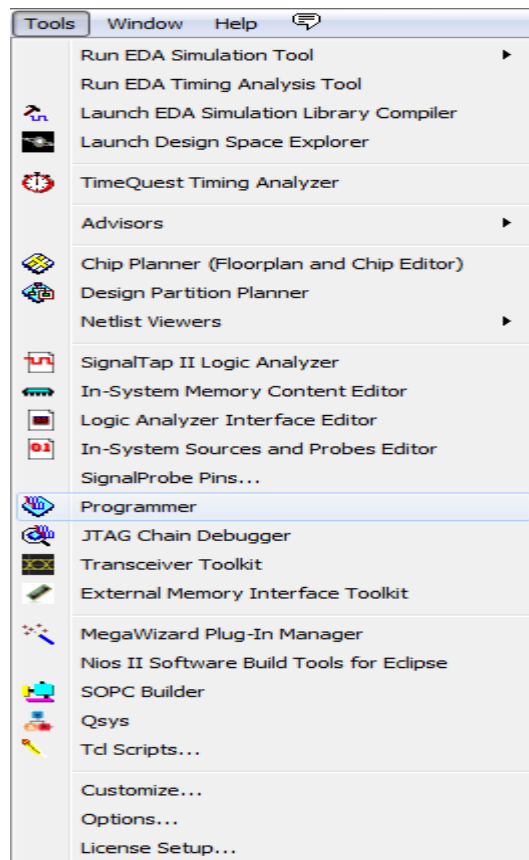 Tools Window Help
Run EDA Simulation Tool
Run EDA Timing Analysis Tool
Launch EDA Simulation Library Compiler
Launch Design Space Explorer
TimeQuest Timing Analyzer
Advisors
Chip Planner (Floorplan and Chip Editor)
Design Partition Planner
Netlist Viewers
SignalTap II Logic Analyzer
In-System Memory Content Editor
Logic Analyzer Interface Editor
In-System Sources and Probes Editor
SignalProbe Pins...
Programmer
JTAG Chain Debugger
Transceiver Toolkit
External Memory Interface Toolkit
MegaWizard Plug-In Manager
Nios II Software Build Tools for Eclipse
SOPC Builder
Qsys
Tcl Scripts...
Customize...
Options...
License Setup...